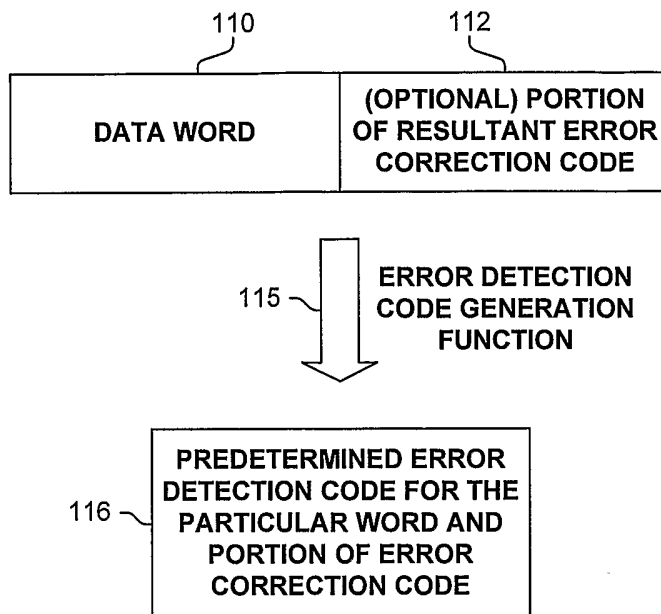 110
112
DATA WORD
(OPTIONAL) PORTION
OF RESULTANT ERROR
CORRECTION CODE
115
ERROR DETECTION
CODE GENERATION
FUNCTION
116
PREDETERMINED ERROR
DETECTION CODE FOR THE
PARTICULAR WORD AND
PORTION OF ERROR
CORRECTION CODE